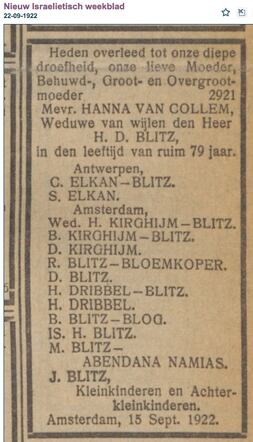 Nieuw Israelietisch weekblad
22-09-1922
Heden overleed tot onze diepe
droefheid, onze lieve Moeder,
Behuwd-, Groot- en Overgroot-
moeder 2921
Mevr. HANNA VAN COLLEM,
Weduwe van wijlen den Heer
H. D. BLITZ,
in den leeftijd van ruim 79 jaar.
Antwerpen,
C. ELKAN—BLITZ.
S. ELKAN.
Amsterdam,
Wed. H. KIRGHIJM—BLITZ.
B. KIRGHIJM—BLITZ.
D. KIRGHIJM.
R. BLITZ—BLOEMKOPER.
D. BLITZ.
H. DRIBBEL—BLITZ.
H. DRIBBEL.
B. BLITZ—BLOG.
IS. H. BLITZ.
M. BLITZ—
ABENDANA NAMIAS.
J. BLITZ,
Kleinkinderen en Achter-
kleinkinderen.
Amsterdam, 15 Sept. 1922.